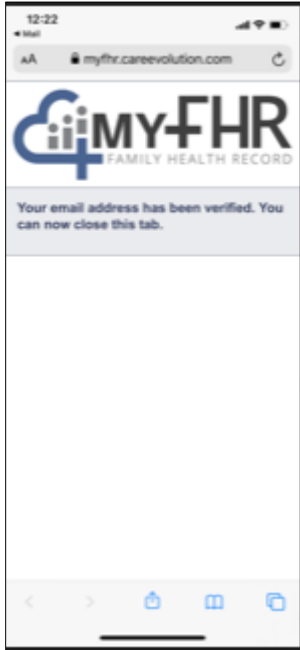 12:22
◀ Mail
AA myfhr.careevolution.com
MY-FHR
FAMILY HEALTH RECORD
Your email address has been verified. You
can now close this tab.